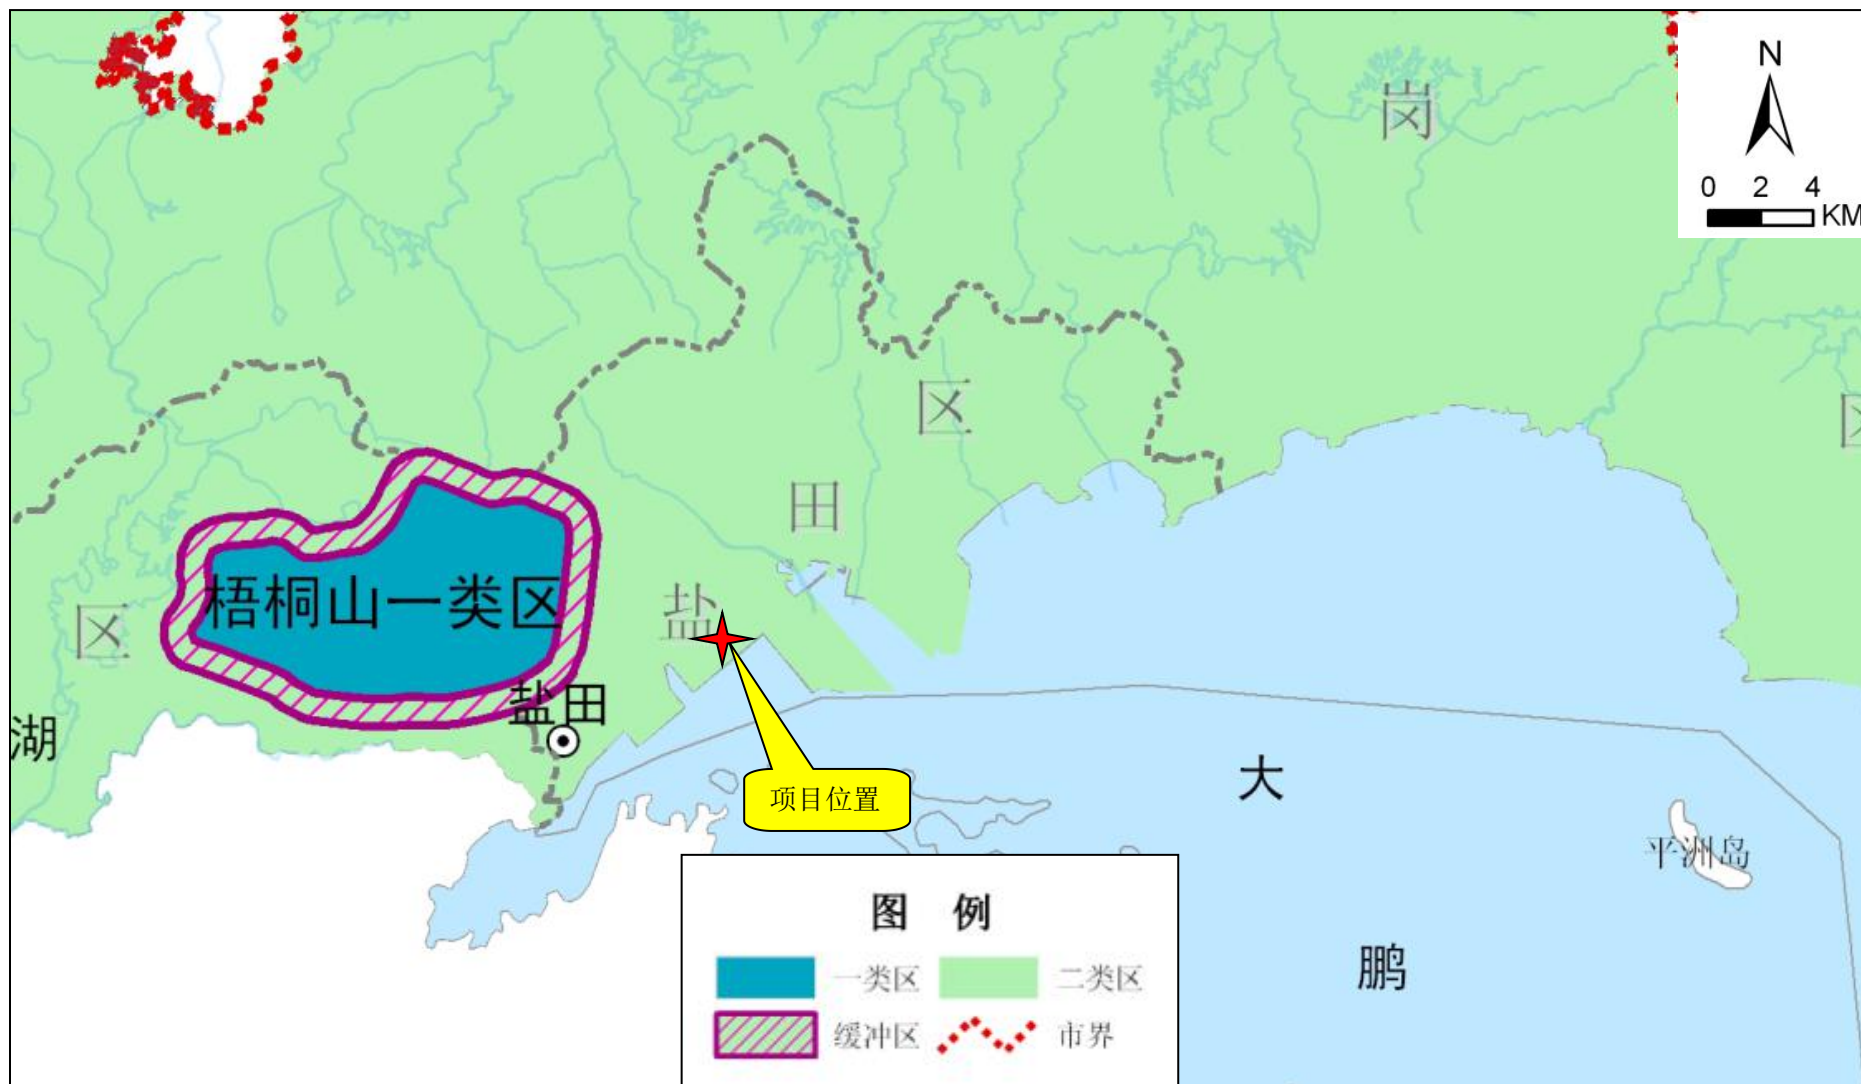 N
0 2 4
KM
岗
区
区
田
梧桐山一类区
盐
区
盐田
湖
项目位置
大
平洲岛
鹏
图 例
一类区
二类区
缓冲区
市界